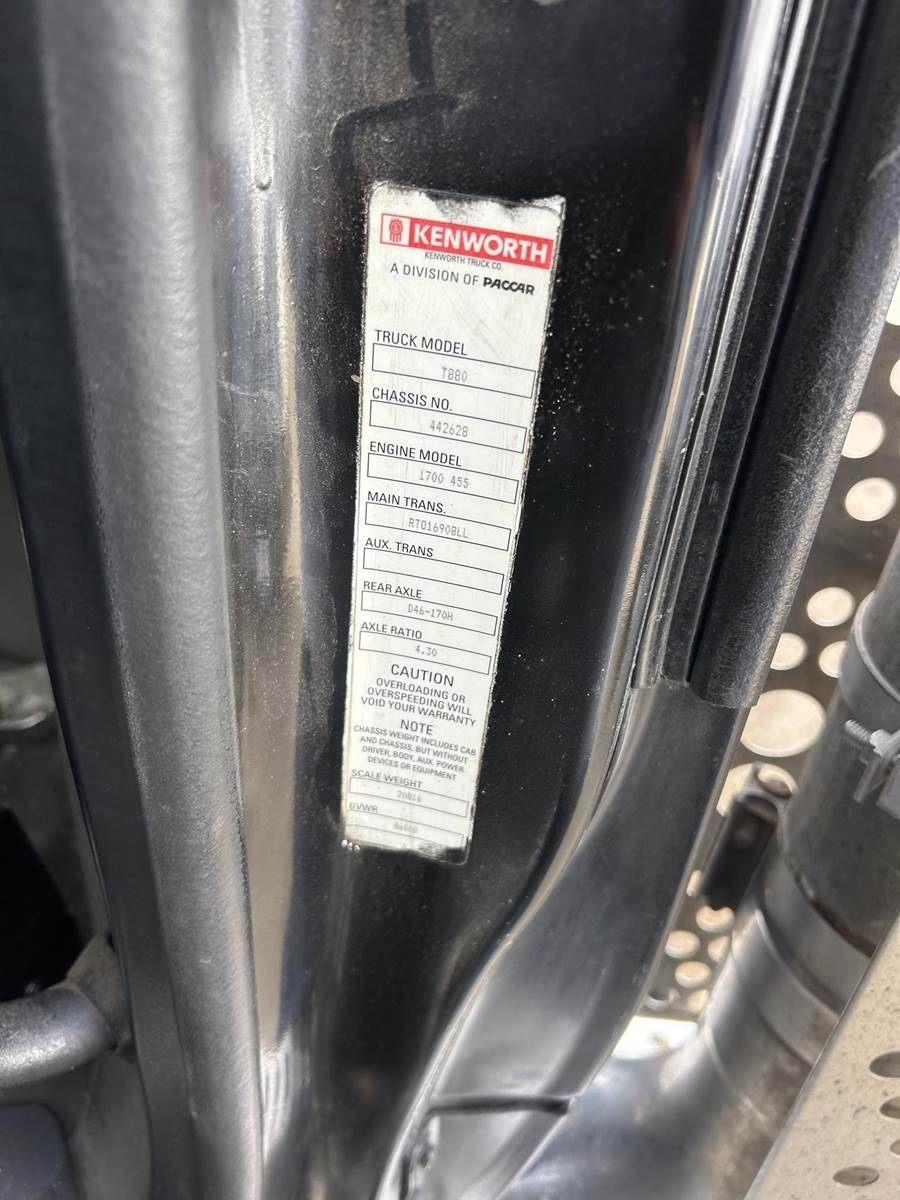 KENWORTH
KENWORTH TRUCK CO.
A DIVISION OF PACCAR
TRUCK MODEL
T880
CHASSIS NO.
442628
ENGINE MODEL
1700 455
MAIN TRANS.
RTO16908LL
AUX. TRANS
REAR AXLE
D46-170H
AXLE RATIO
4.30
CAUTION
OVERLOADING OR
OVERSPEEDING WILL
VOID YOUR WARRANTY
NOTE
CHASSIS WEIGHT INCLUDES CAB
AND CHASSIS, BUT WITHOUT
DRIVER, BODY, AUX. POWER
DEVICES OR EQUIPMENT
SCALE WEIGHT
20816
GVWR